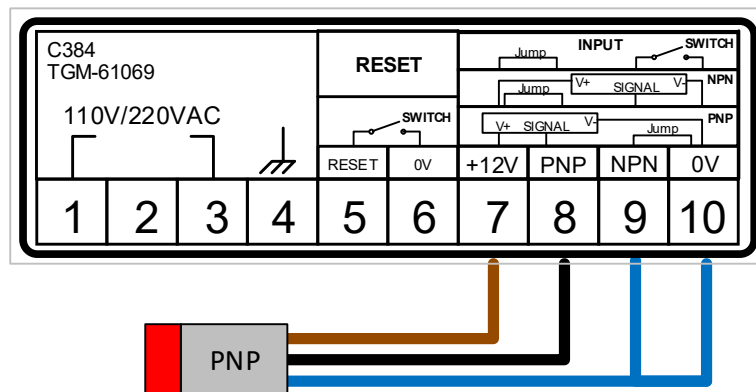 C384
TGM-61069
110V/220VAC
RESET
SWITCH
Jump INPUT SWITCH
Jump V+ SIGNAL V- NPN
V+ SIGNAL V- Jump PNP
RESET 0V +12V PNP NPN 0V
1 2 3 4 5 6 7 8 9 10
PNP